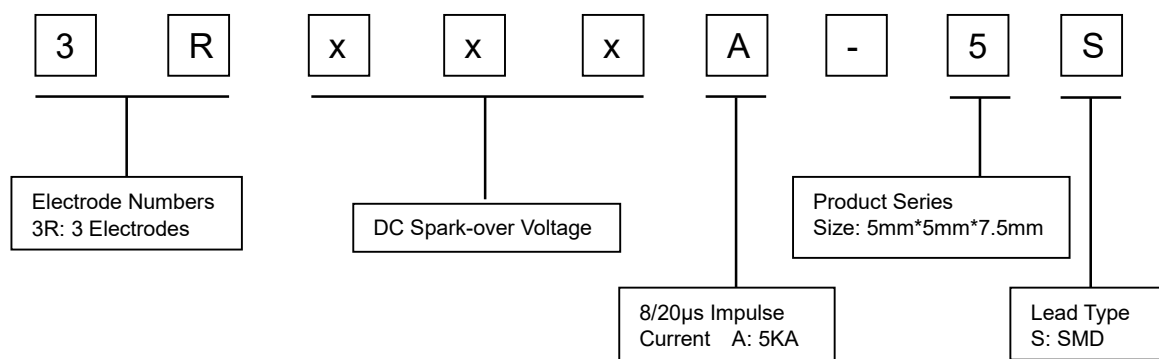 3 R x x x A - 5 S
Electrode Numbers
3R: 3 Electrodes
DC Spark-over Voltage
Product Series
Size: 5mm*5mm*7.5mm
8/20μs Impulse
Current A: 5KA
Lead Type
S: SMD